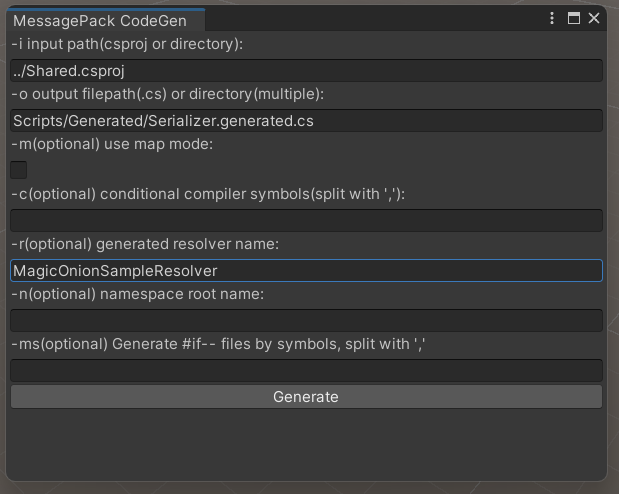 MessagePack CodeGen
-i input path(csproj or directory):
../Shared.csproj
-o output filepath(.cs) or directory(multiple):
Scripts/Generated/Serializer.generated.cs
-m(optional) use map mode:
-c(optional) conditional compiler symbols(split with ','):
-r(optional) generated resolver name:
MagicOnionSampleResolver
-n(optional) namespace root name:
-ms(optional) Generate #if-- files by symbols, split with ','
Generate